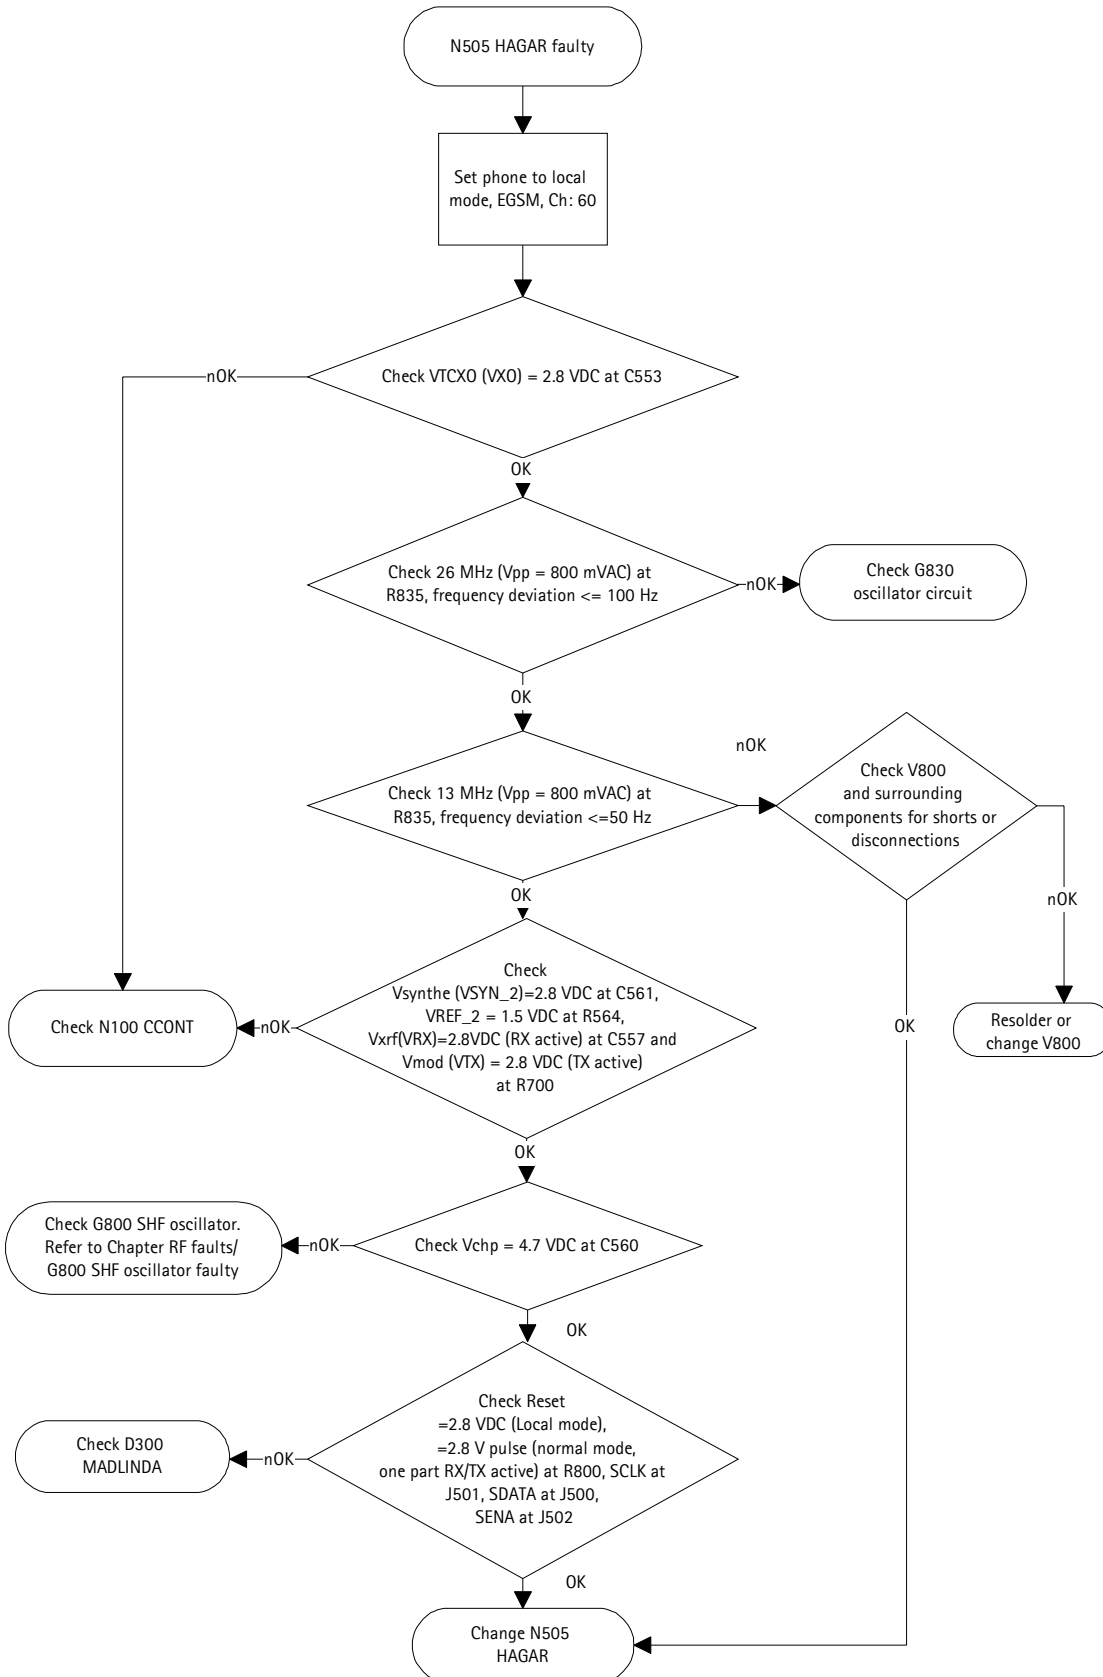 N505 HAGAR faulty
Set phone to local
mode, EGSM, Ch: 60
nOK
Check VTCXO (VXO) = 2.8 VDC at C553
OK
Check 26 MHz (Vpp = 800 mVAC) at
R835, frequency deviation <= 100 Hz
nOK
Check G830
oscillator circuit
OK
Check 13 MHz (Vpp = 800 mVAC) at
R835, frequency deviation <=50 Hz
nOK
Check V800
and surrounding
components for shorts or
disconnections
nOK
Resolder or
change V800
OK
OK
Check
Vsynthe (VSYN_2)=2.8 VDC at C561,
VREF_2 = 1.5 VDC at R564,
Vxrf(VRX)=2.8VDC (RX active) at C557 and
Vmod (VTX) = 2.8 VDC (TX active)
at R700
nOK
Check N100 CCONT
OK
Check Vchp = 4.7 VDC at C560
nOK
Check G800 SHF oscillator.
Refer to Chapter RF faults/
G800 SHF oscillator faulty
OK
Check Reset
=2.8 VDC (Local mode),
=2.8 V pulse (normal mode,
one part RX/TX active) at R800, SCLK at
J501, SDATA at J500,
SENA at J502
nOK
Check D300
MADLINDA
OK
Change N505
HAGAR